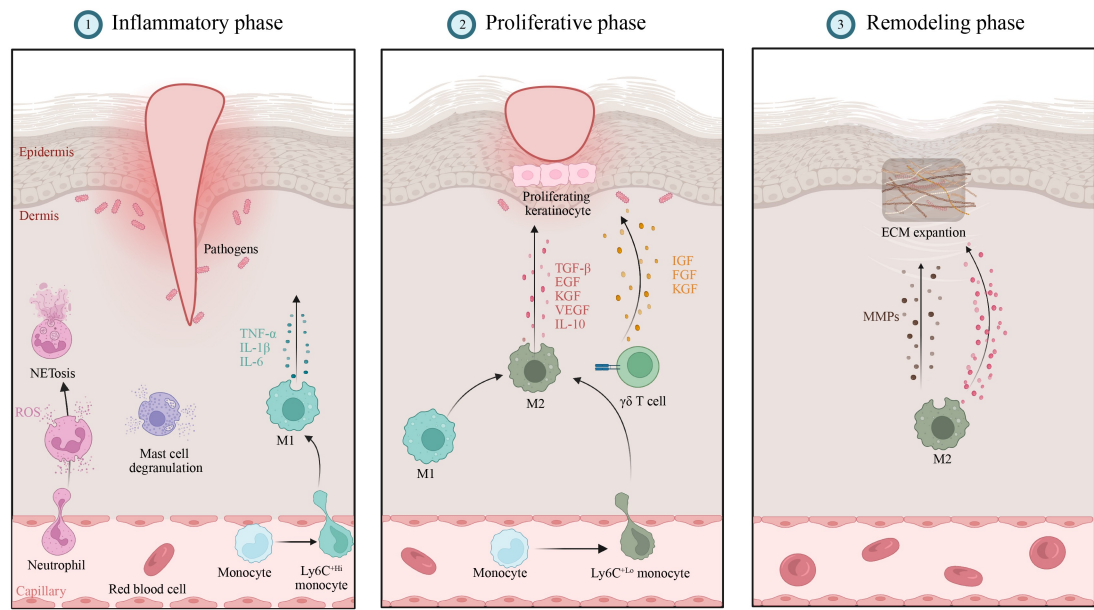 1 Inflammatory phase
Epidermis
Dermis
Pathogens
TNF-α
IL-1β
IL-6
NETosis
ROS
Mast cell
degranulation
M1
Neutrophil
Red blood cell
Monocyte
Ly6C+Hi
monocyte
Capillary
2 Proliferative phase
Proliferating
keratinocyte
TGF-β
EGF
KGF
VEGF
IL-10
IGF
FGF
KGF
M2
γδ T cell
M1
Monocyte
Ly6C+Lo monocyte
3 Remodeling phase
ECM expantion
MMPs
M2